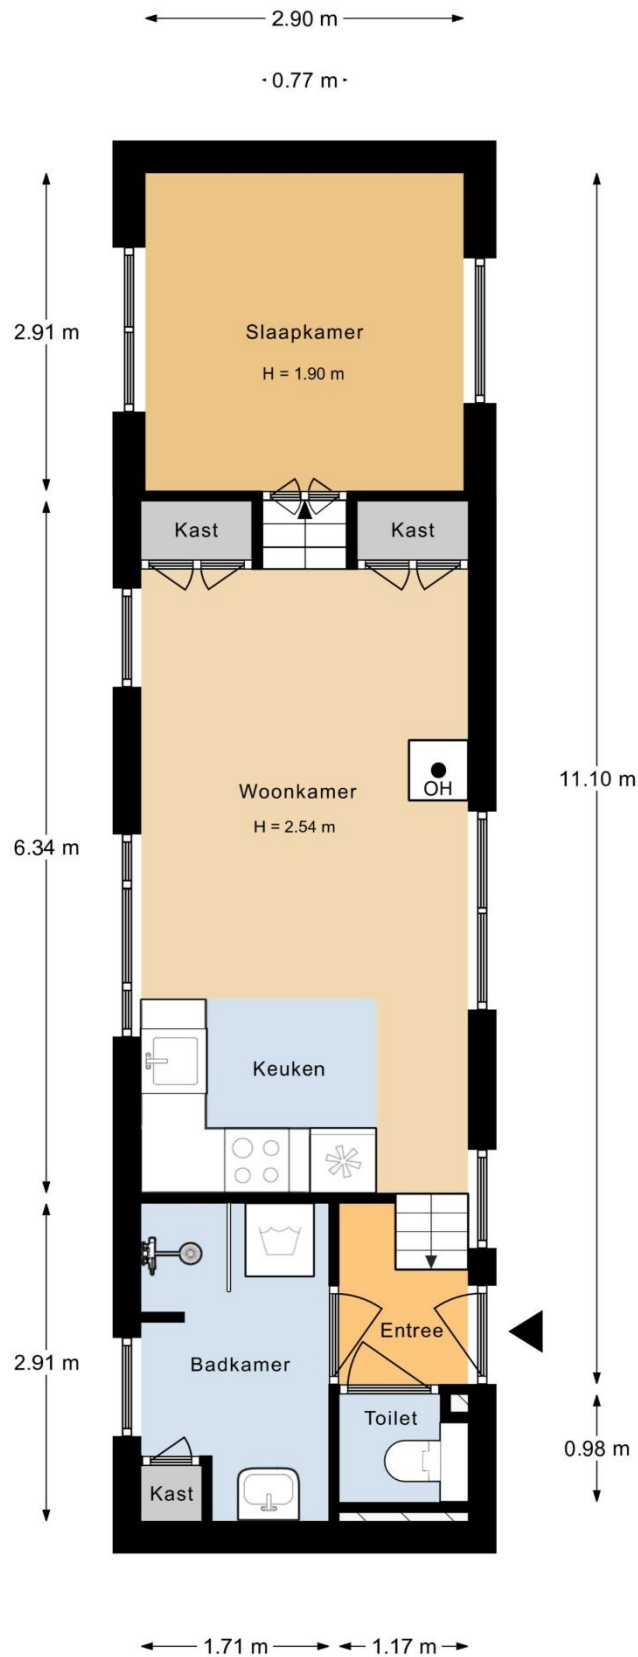 2.90 m
0.77 m
2.91 m
Slaapkamer
H = 1.90 m
Kast
Kast
11.10 m
Woonkamer
OH
H = 2.54 m
6.34 m
Keuken
Entree
2.91 m
Badkamer
Toilet
0.98 m
Kast
1.71 m
1.17 m